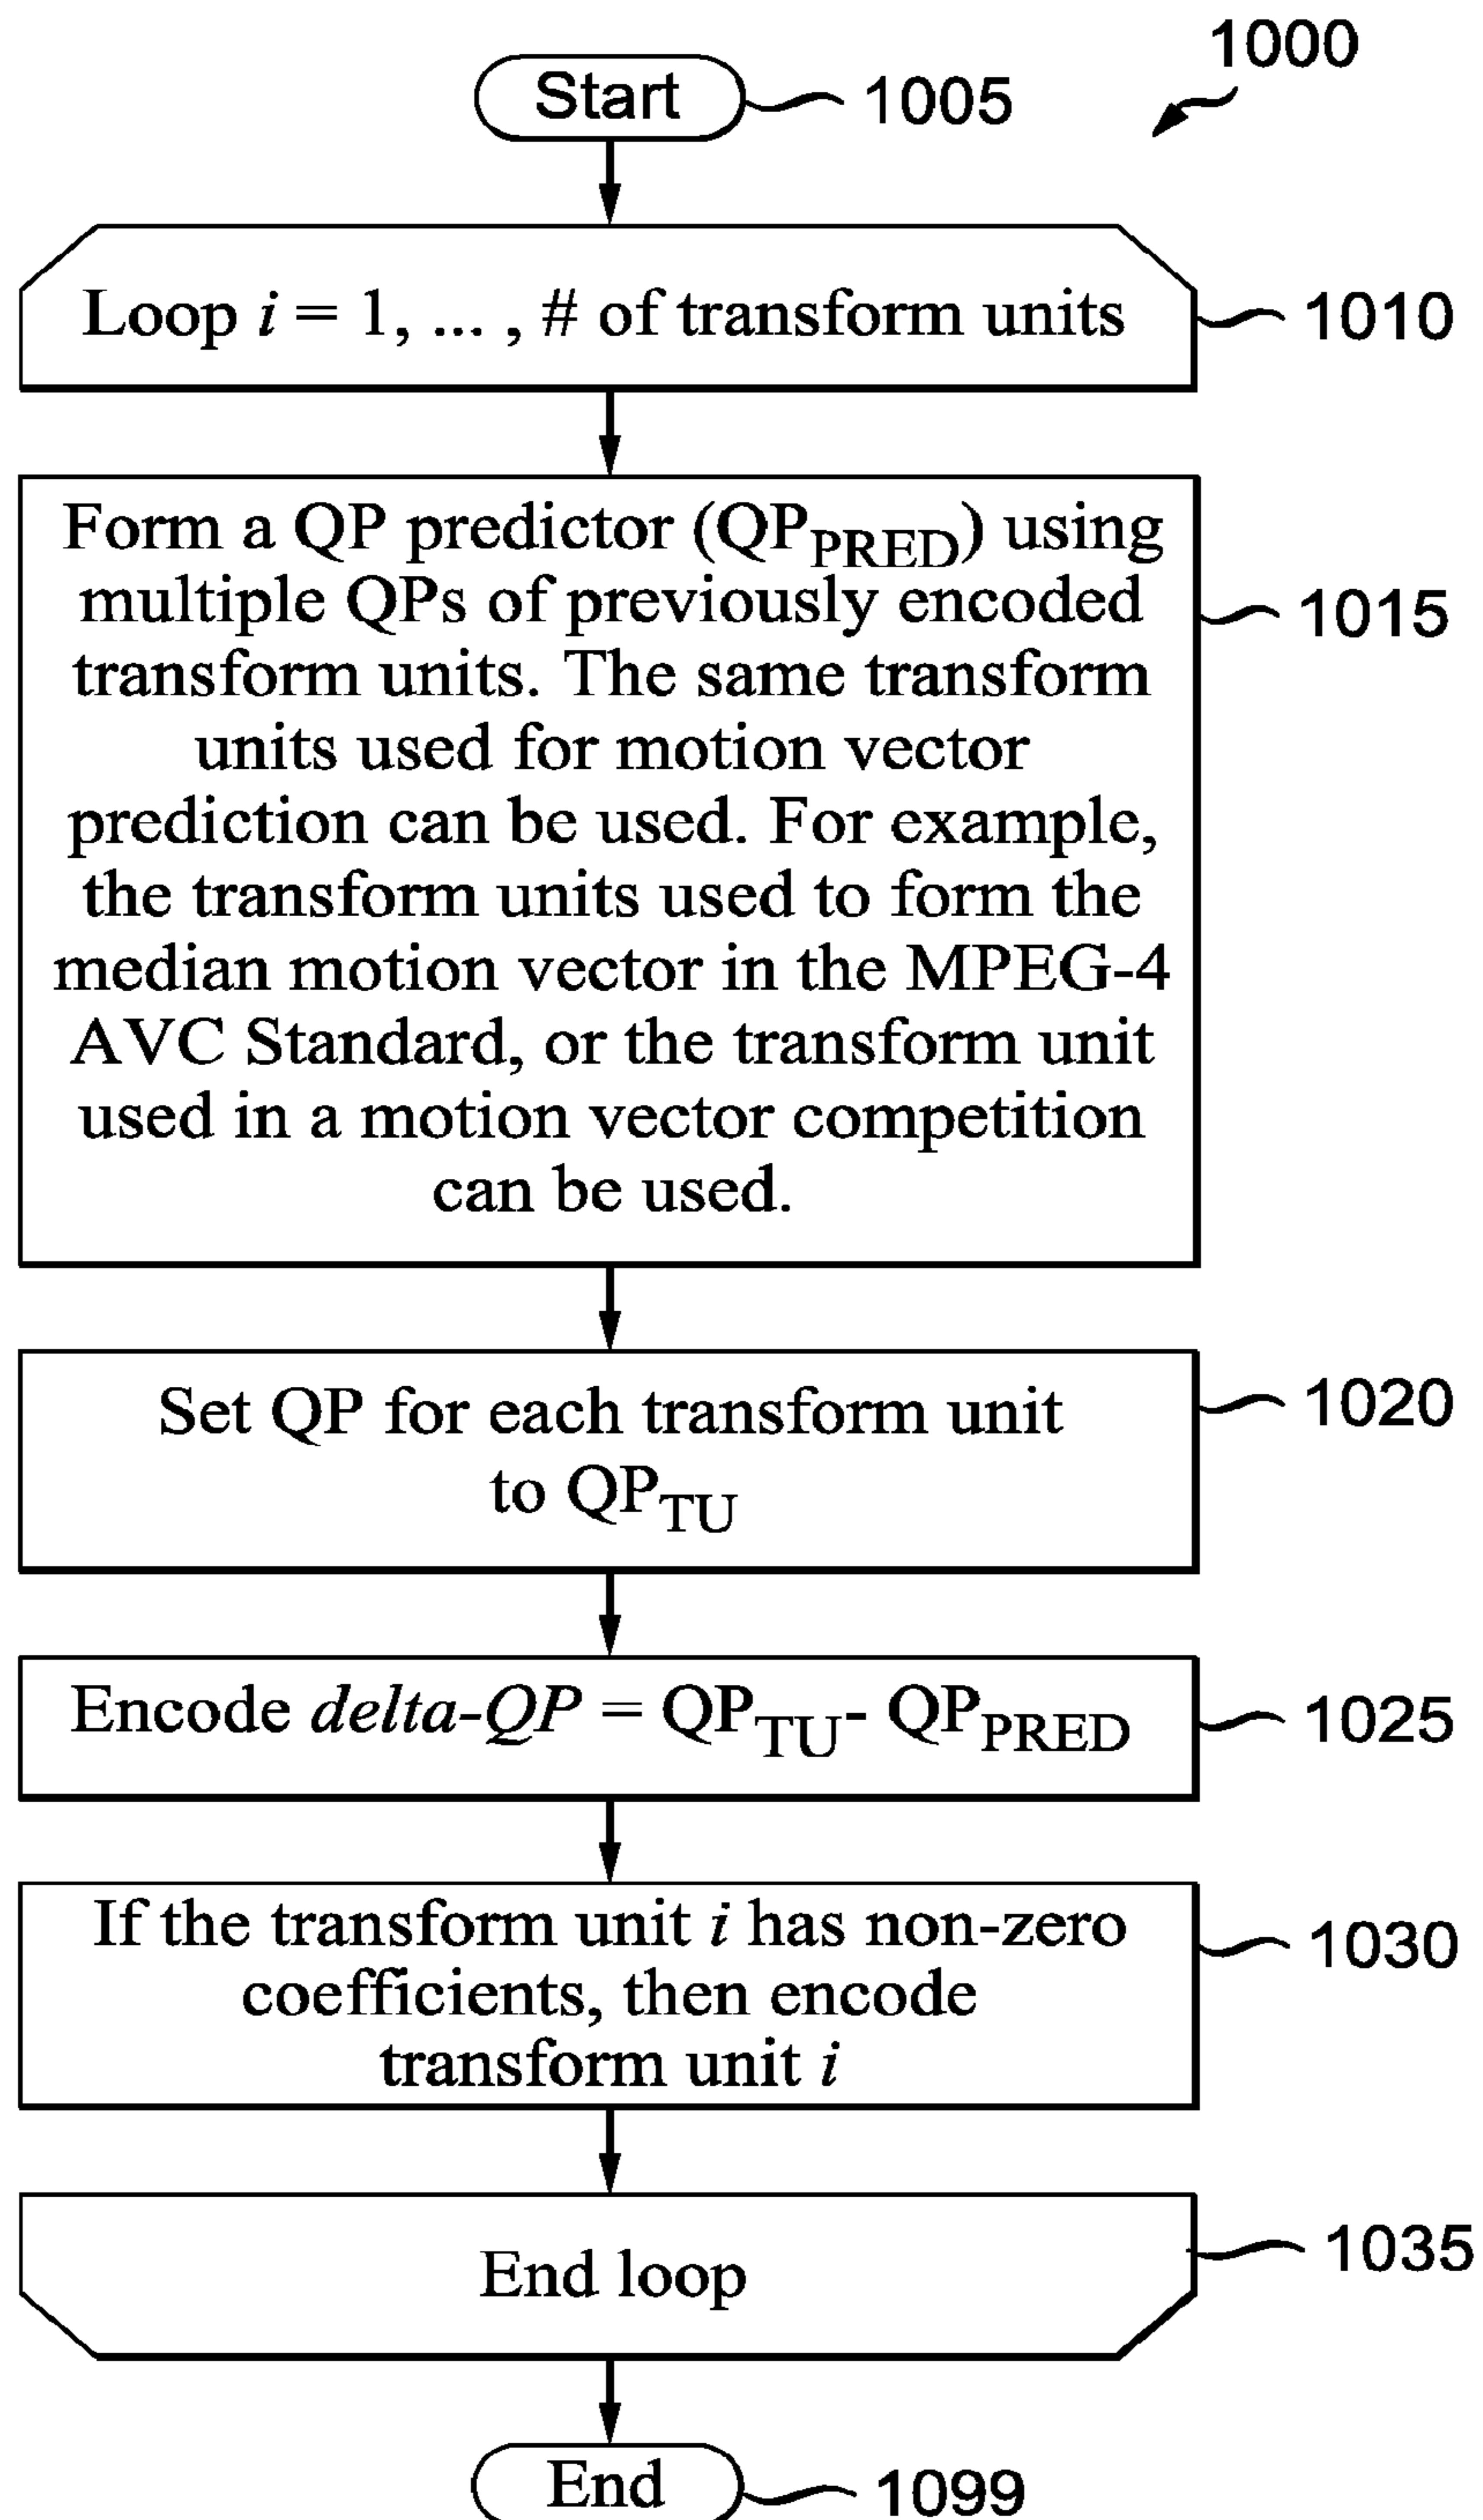 1000
Start
1005
Loop i = 1, ... , # of transform units
1010
Form a QP predictor (QPPRED) using
multiple QPs of previously encoded
transform units. The same transform
units used for motion vector
prediction can be used. For example,
the transform units used to form the
median motion vector in the MPEG-4
AVC Standard, or the transform unit
used in a motion vector competition
can be used.
1015
Set QP for each transform unit
to QPTU
1020
Encode delta-QP = QPTU- QPPRED
1025
If the transform unit i has non-zero
coefficients, then encode
transform unit i
1030
End loop
1035
End
1099